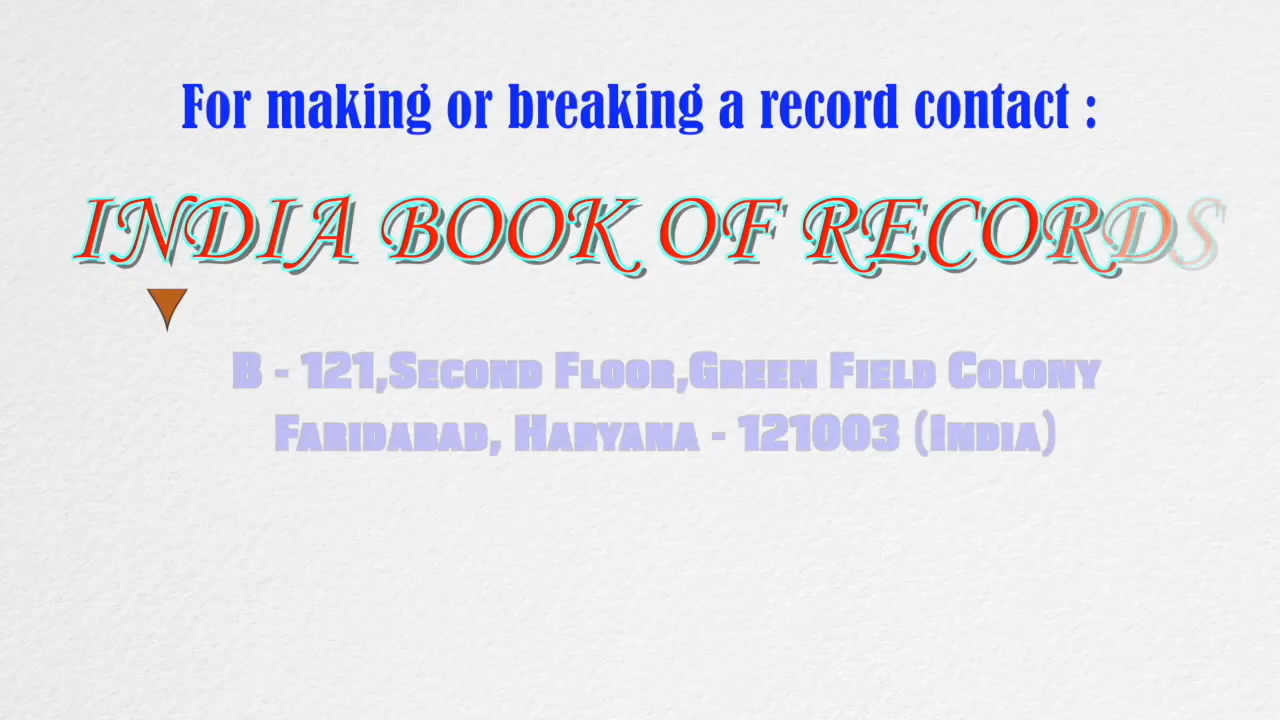 For making or breaking a record contact :
INDIA BOOK OF RECORDS
B - 121,Second Floor,Green Field Colony
Faridabad, Haryana - 121003 (India)